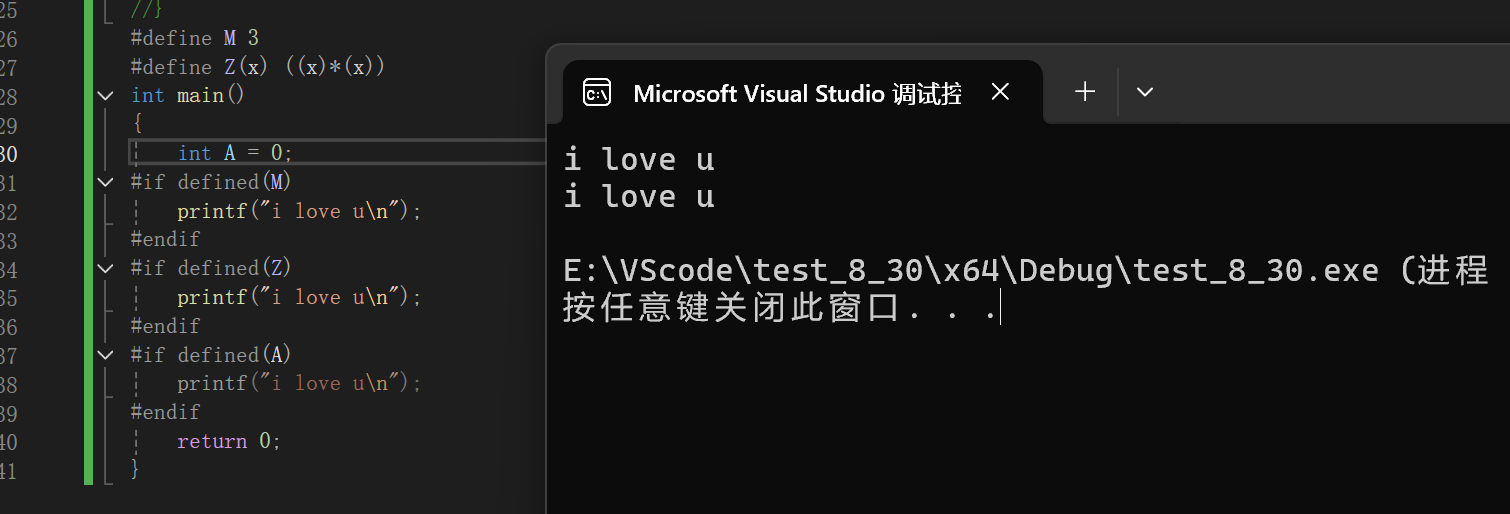 25 //}
26 #define M 3
27 #define Z(x) ((x)*(x))
28 int main()
29 {
30 int A = 0;
31 #if defined(M)
32 printf("i love u\n");
33 #endif
34 #if defined(Z)
35 printf("i love u\n");
36 #endif
37 #if defined(A)
38 printf("i love u\n");
39 #endif
40 return 0;
41 }
Microsoft Visual Studio 调试控
i love u
i love u
E:\VScode\test_8_30\x64\Debug\test_8_30.exe (进程
按任意键关闭此窗口. . .